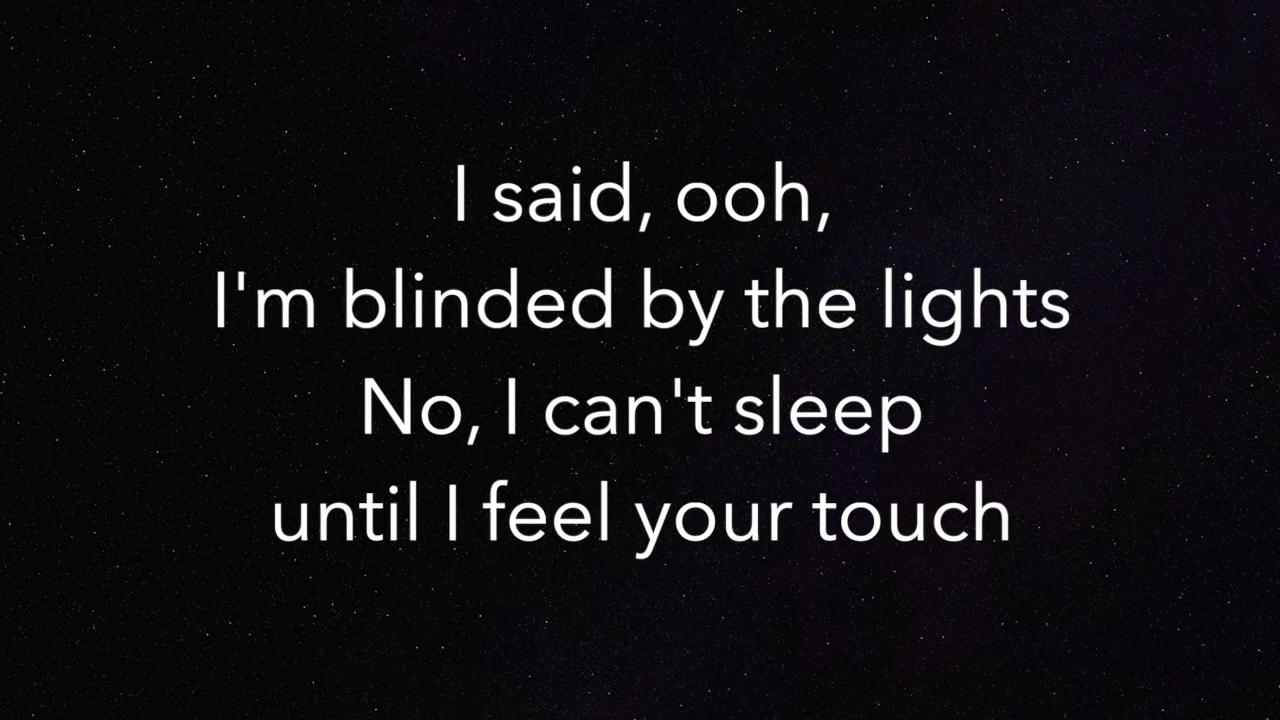 I said, ooh,
I'm blinded by the lights
No, I can't sleep
until I feel your touch